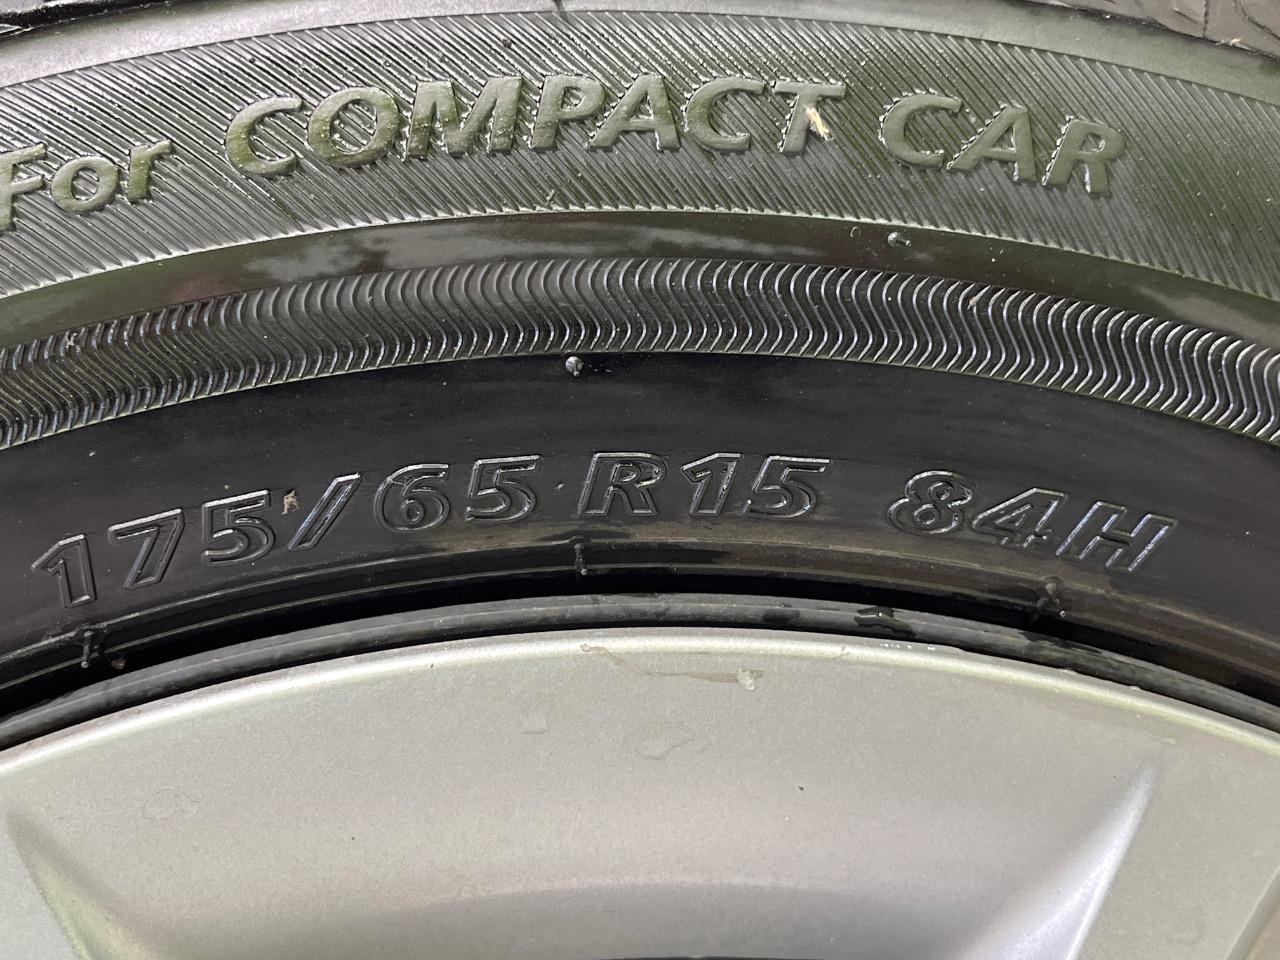 For COMPACT CAR
175/65 R15 84H